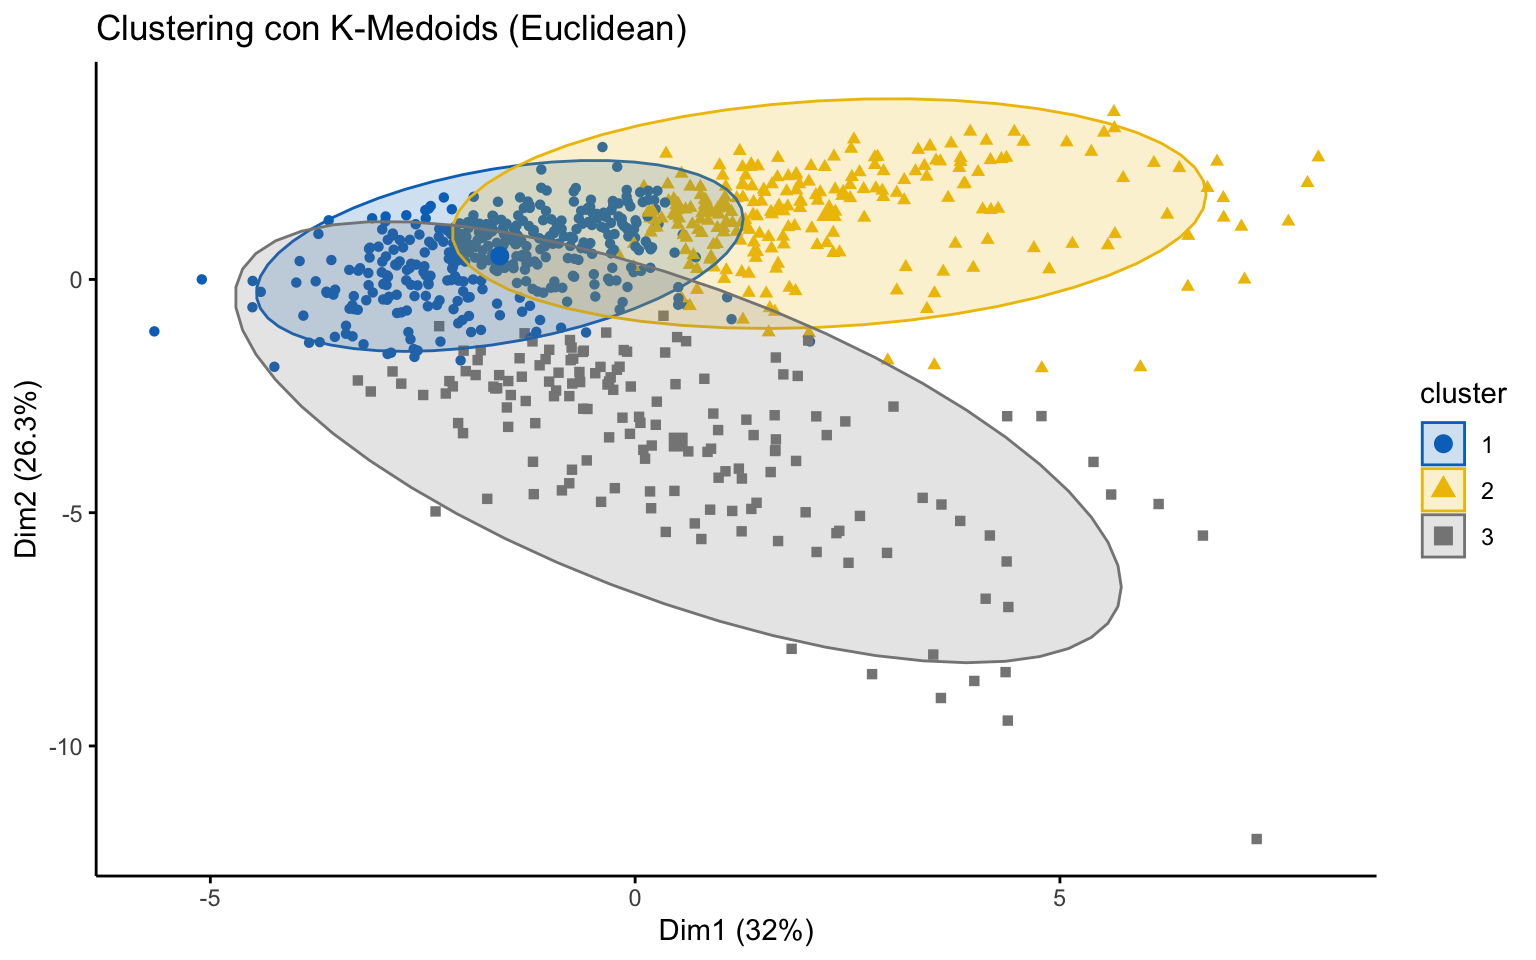 Clustering con K-Medoids (Euclidean)
0
-5
-10
Dim2 (26.3%)
-5
0
5
Dim1 (32%)
cluster
1
2
3